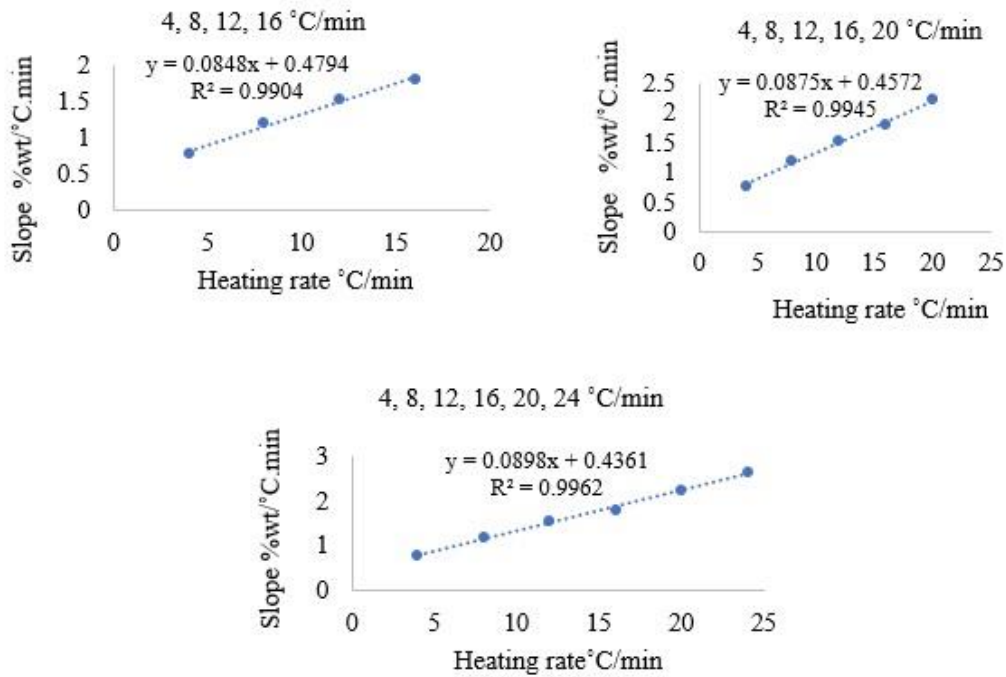 4, 8, 12, 16 ˚C/min
y = 0.0848x + 0.4794
R² = 0.9904
Slope %wt/˚C.min
2
1.5
1
0.5
0
0 5 10 15 20
Heating rate ˚C/min
4, 8, 12, 16, 20 ˚C/min
y = 0.0875x + 0.4572
R² = 0.9945
Slope %wt/˚C.min
2.5
2
1.5
1
0.5
0
0 5 10 15 20 25
Heating rate ˚C/min
4, 8, 12, 16, 20, 24 ˚C/min
y = 0.0898x + 0.4361
R² = 0.9962
Slope %wt/˚C.min
3
2
1
0
0 5 10 15 20 25
Heating rate˚C/min